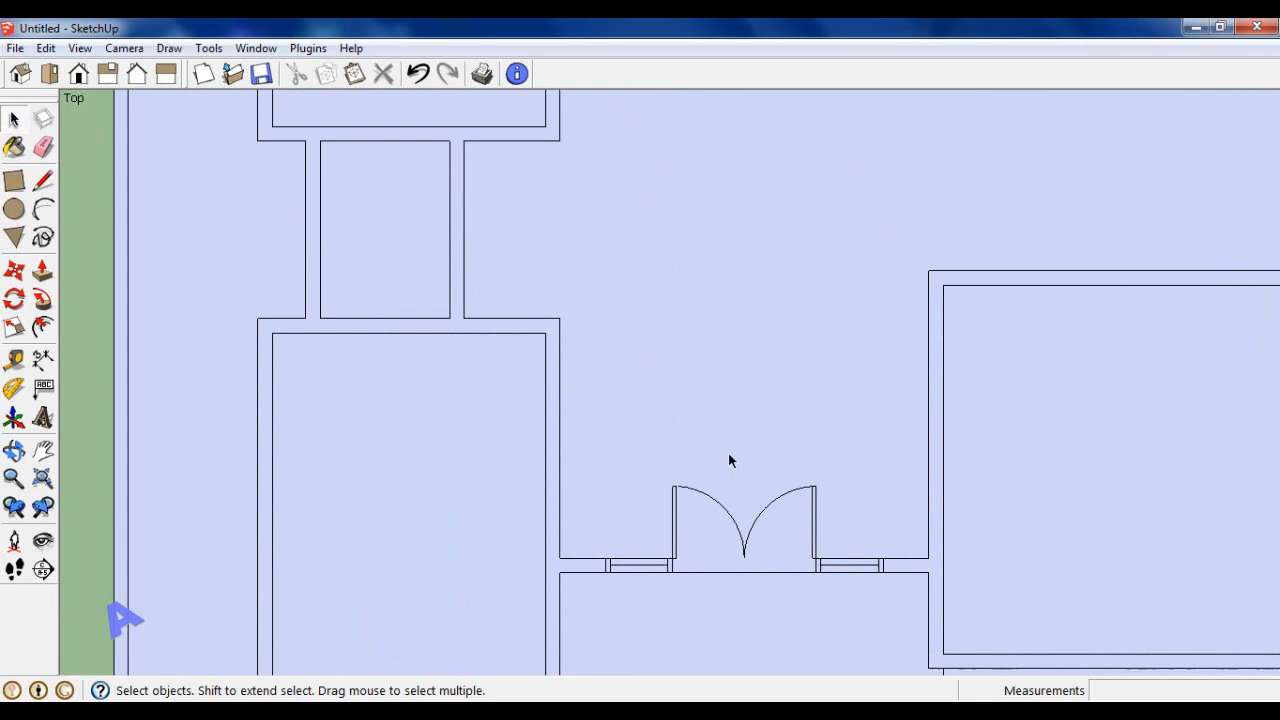 Untitled - SketchUp
File Edit View Camera Draw Tools Window Plugins Help
Top
ABC
A
Select objects. Shift to extend select. Drag mouse to select multiple.
Measurements